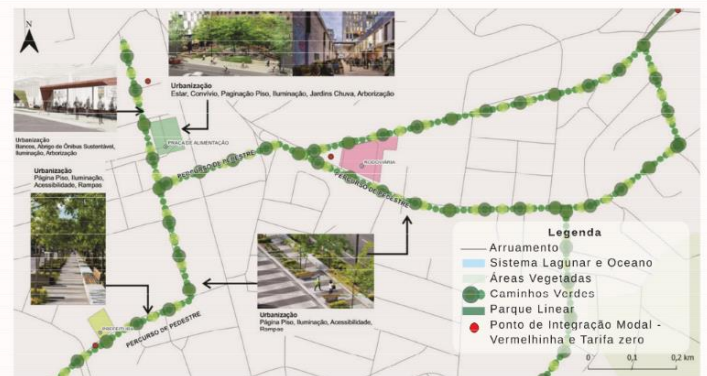 N
Urbanização
Estar, Convívio, Paginação Piso, Iluminação, Jardins Chuva, Arborização
Urbanização
Bancos, Abrigo de Ônibus Sustentável,
Iluminação, Arborização
Urbanização
Página Piso, Iluminação,
Acessibilidade, Rampas
PRAÇA DE ALIMENTAÇÃO
PERCURSO DE PEDESTRE
RODOVIÁRIA
PERCURSO DE PEDESTRE
PERCURSO DE PEDESTRE
Urbanização
Página Piso, Iluminação, Acessibilidade,
Rampas
Legenda
Arruamento
Sistema Lagunar e Oceano
Áreas Vegetadas
Caminhos Verdes
Parque Linear
Ponto de Integração Modal -
Vermelhinha e Tarifa zero
0 0,1 0,2 km